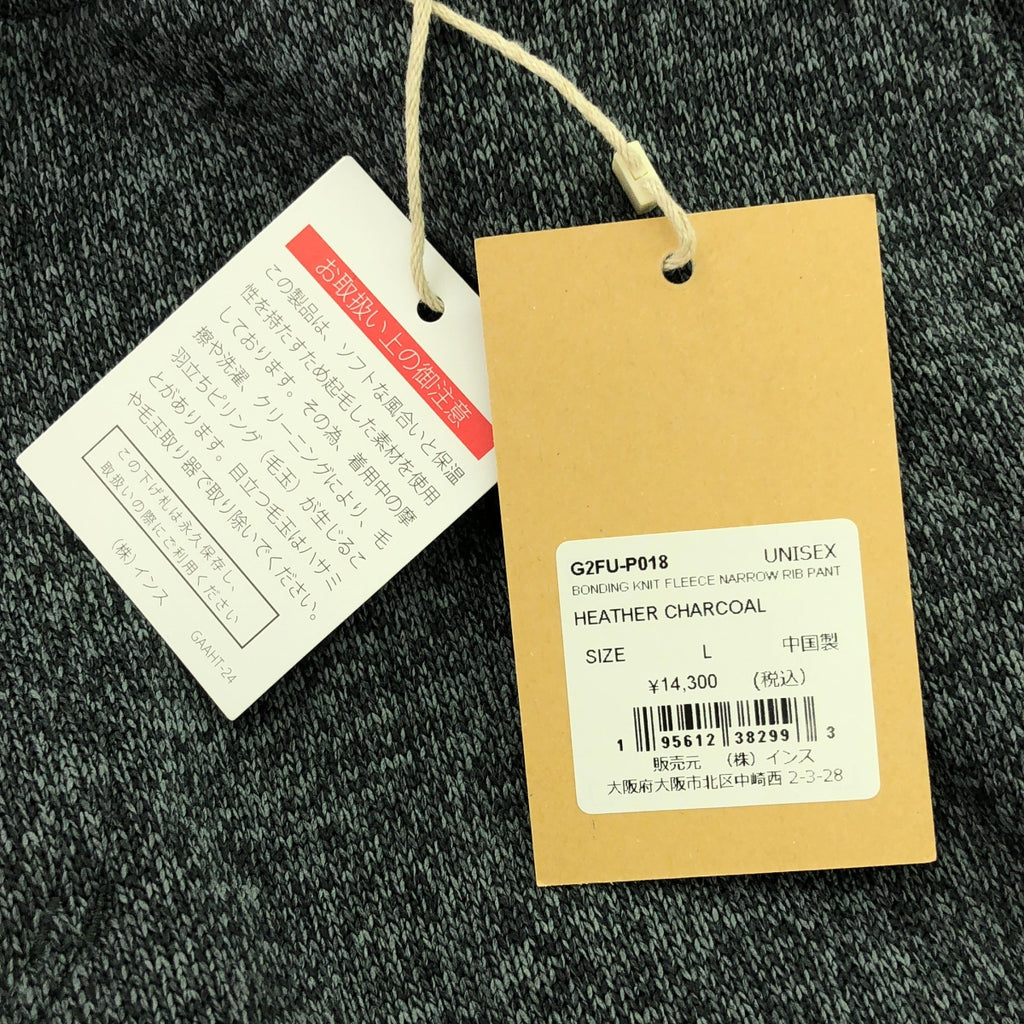 お取扱い上の御注意
この製品は、ソフトな風合いと保温
性を持たすため起毛した素材を使用
しております。その為、着用中の摩
擦や洗濯、クリーニングにより、毛
羽立ちピリング（毛玉）が生じるこ
とがあります。目立つ毛玉はハサミ
や毛玉取り器で取り除いでください。
この下げ札は永久保存し、
取扱いの際にご利用ください
（株）インス
GAAHT-24
G2FU-P018 UNISEX
BONDING KNIT FLEECE NARROW RIB PANT
HEATHER CHARCOAL
SIZE L 中国製
¥14,300 (税込)
1 95612 38299 3
販売元 （株）インス
大阪府大阪市北区中崎西 2-3-28